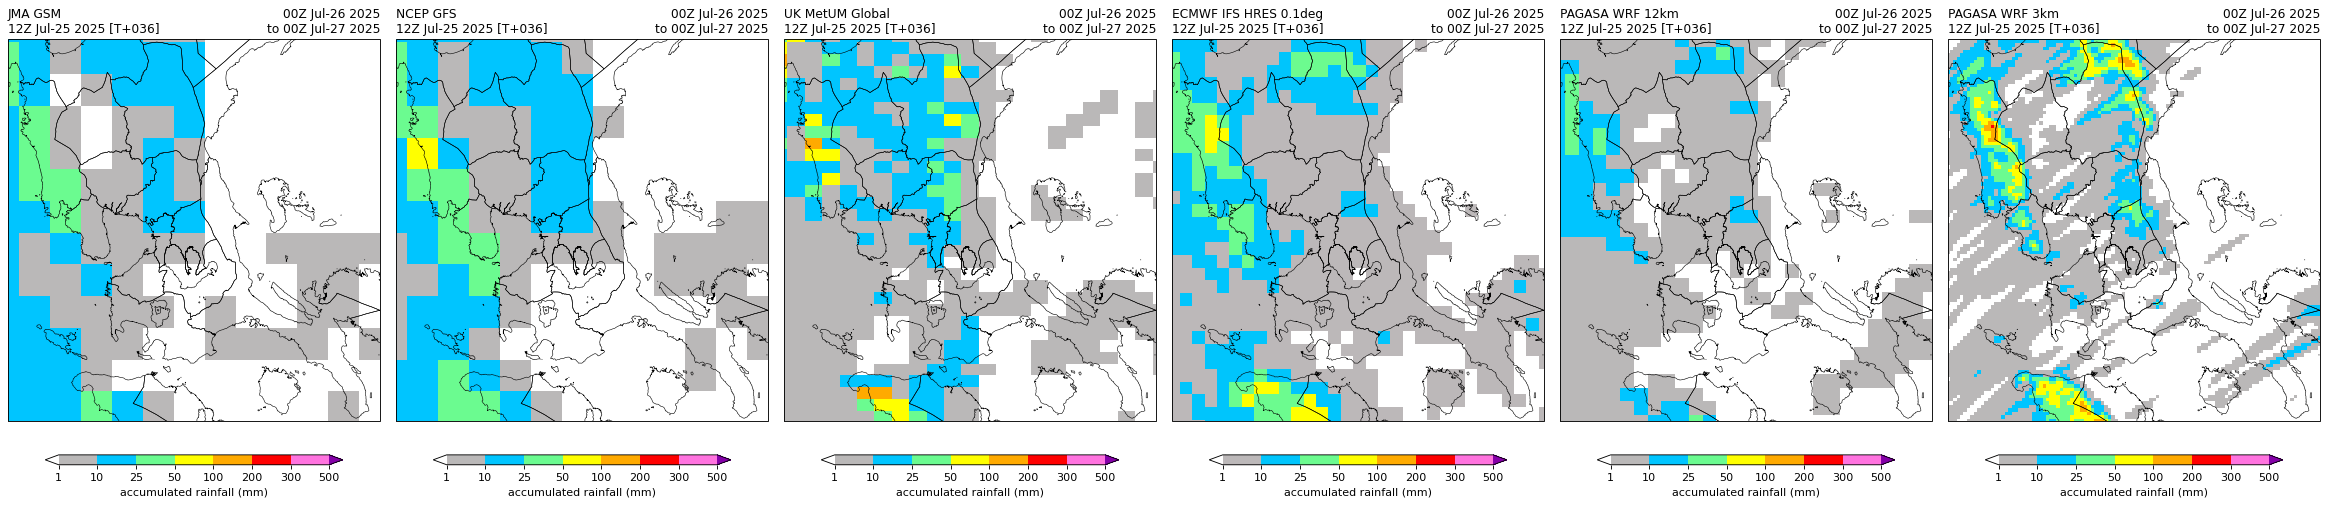 JMA GSM 00Z Jul-26 2025
12Z Jul-25 2025 [T+036] to 00Z Jul-27 2025
1 10 25 50 100 200 300 500
accumulated rainfall (mm)
NCEP GFS 00Z Jul-26 2025
12Z Jul-25 2025 [T+036] to 00Z Jul-27 2025
1 10 25 50 100 200 300 500
accumulated rainfall (mm)
UK MetUM Global 00Z Jul-26 2025
12Z Jul-25 2025 [T+036] to 00Z Jul-27 2025
1 10 25 50 100 200 300 500
accumulated rainfall (mm)
ECMWF IFS HRES 0.1deg 00Z Jul-26 2025
12Z Jul-25 2025 [T+036] to 00Z Jul-27 2025
1 10 25 50 100 200 300 500
accumulated rainfall (mm)
PAGASA WRF 12km 00Z Jul-26 2025
12Z Jul-25 2025 [T+036] to 00Z Jul-27 2025
1 10 25 50 100 200 300 500
accumulated rainfall (mm)
PAGASA WRF 3km 00Z Jul-26 2025
12Z Jul-25 2025 [T+036] to 00Z Jul-27 2025
1 10 25 50 100 200 300 500
accumulated rainfall (mm)